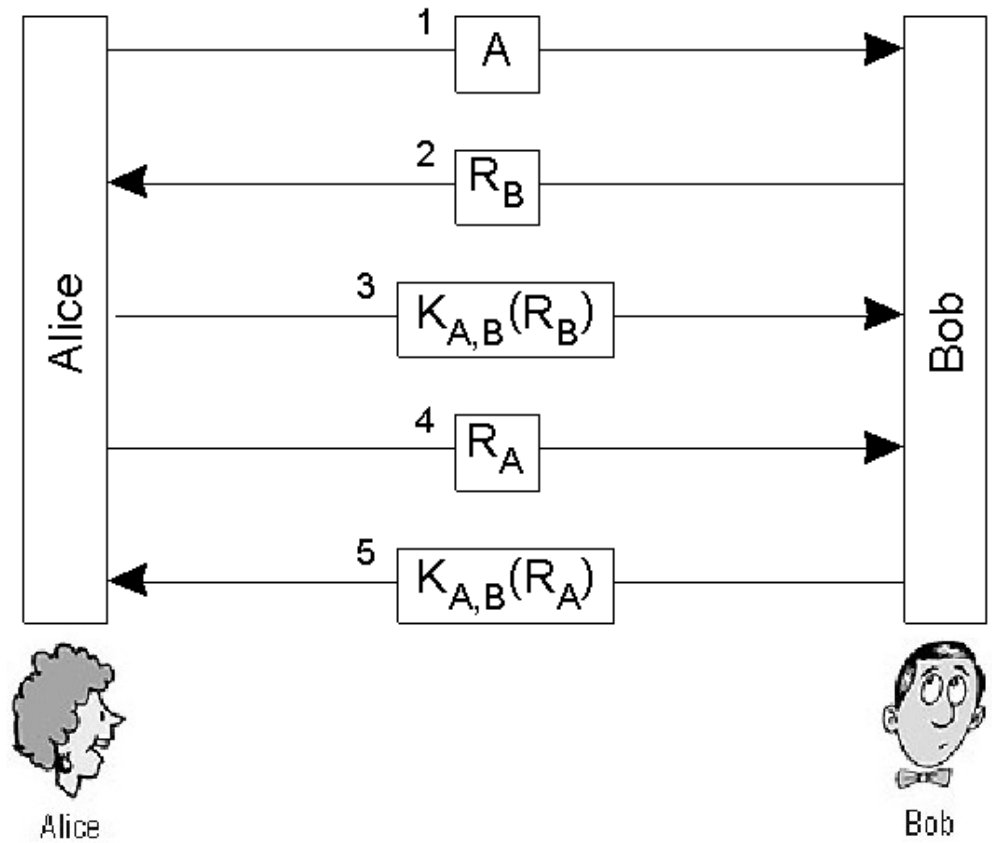 1
A
2
R_B
3
K_A,B(R_B)
4
R_A
5
K_A,B(R_A)
Alice
Bob
Alice
Bob